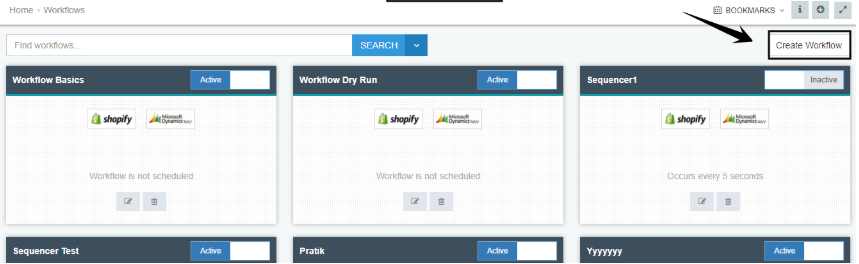 Home - Workflows
BOOKMARKS
Find workflows...
SEARCH
Create Workflow
Workflow Basics
Active
Workflow Dry Run
Active
Sequencer1
Inactive
shopify
Microsoft Dynamics NAV
shopify
Microsoft Dynamics NAV
shopify
Microsoft Dynamics NAV
Workflow is not scheduled
Workflow is not scheduled
Occurs every 5 seconds
Sequencer Test
Active
Pratik
Active
Yyyyyyy
Active